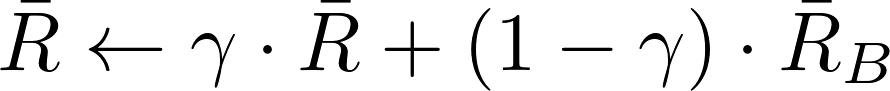 R̄ ← γ · R̄ + (1 − γ) · R̄_B